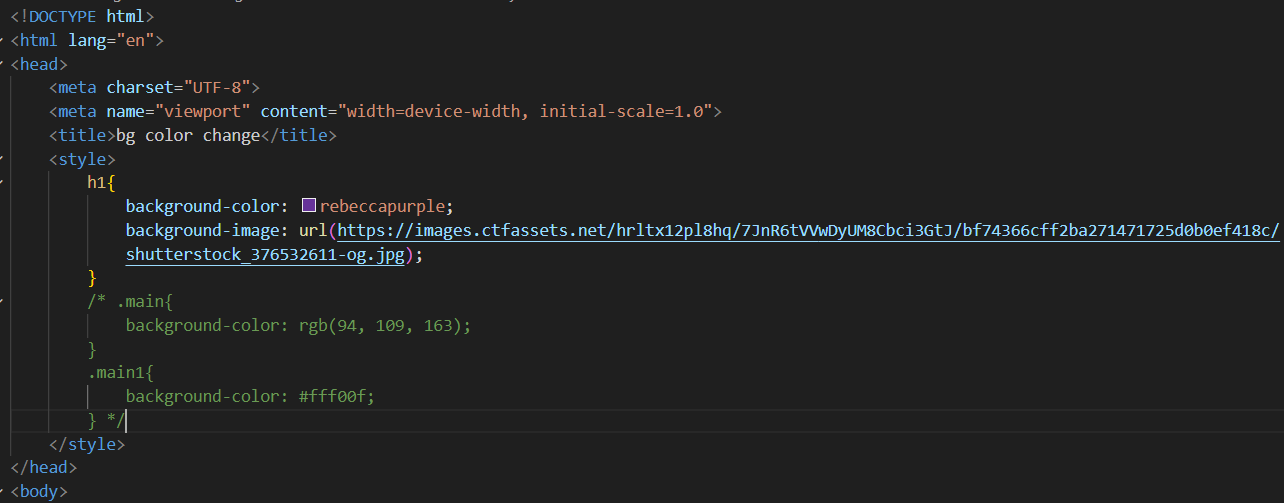 <!DOCTYPE html>
<html lang="en">
<head>
    <meta charset="UTF-8">
    <meta name="viewport" content="width=device-width, initial-scale=1.0">
    <title>bg color change</title>
    <style>
        h1{
            background-color: rebeccapurple;
            background-image: url(https://images.ctfassets.net/hrltx12pl8hq/7JnR6tVVwDyUM8Cbci3GtJ/bf74366cff2ba271471725d0b0ef418c/
            shutterstock_376532611-og.jpg);
        }
        /* .main{
            background-color: rgb(94, 109, 163);
        }
        .main1{
            background-color: #fff00f;
        } */
    </style>
</head>
<body>